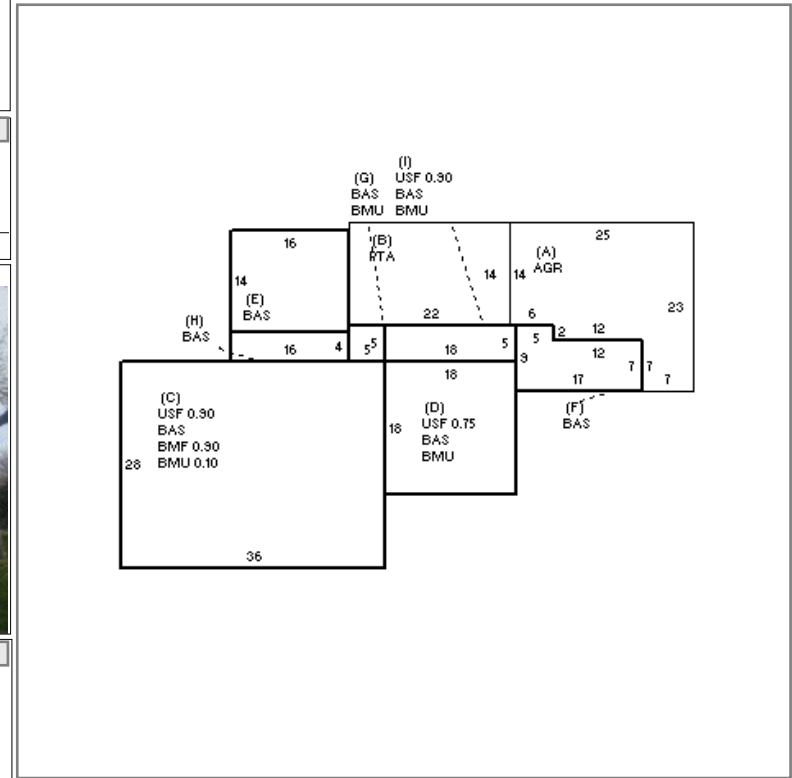 (I)
(G) USF 0.90
BAS BAS
BMU BMU
25
16
(B)
PTA
(A)
AGR
14
14
14
(E)
BAS
23
22
6
(H)
BAS
2
12
16
4
5
5
18
5
5
9
12
18
7
7
17
7
(C)
USF 0.90
BAS
BMF 0.90
BMU 0.10
(D)
USF 0.75
BAS
BMU
(F)
BAS
18
28
36